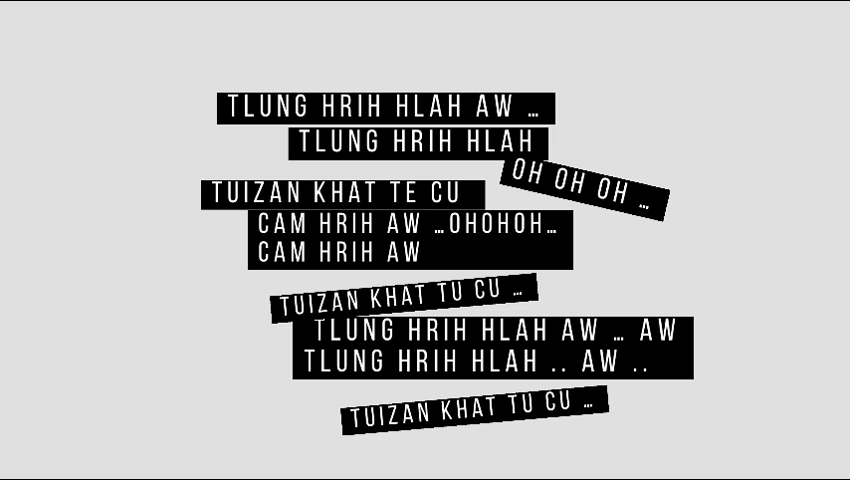 TLUNG HRIH HLAH AW …
TLUNG HRIH HLAH
OH OH OH …
TUIZAN KHAT TE CU
CAM HRIH AW …OHOHOH…
CAM HRIH AW
TUIZAN KHAT TU CU …
TLUNG HRIH HLAH AW … AW
TLUNG HRIH HLAH .. AW ..
TUIZAN KHAT TU CU …